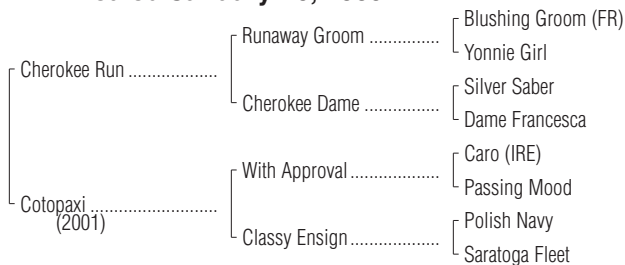 Blushing Groom (FR)
Runaway Groom ................
Yonnie Girl
Cherokee Run ....................
Silver Saber
Cherokee Dame .................
Dame Francesca
Caro (IRE)
With Approval ....................
Passing Mood
Cotopaxi .............................
(2001)
Polish Navy
Classy Ensign ....................
Saratoga Fleet